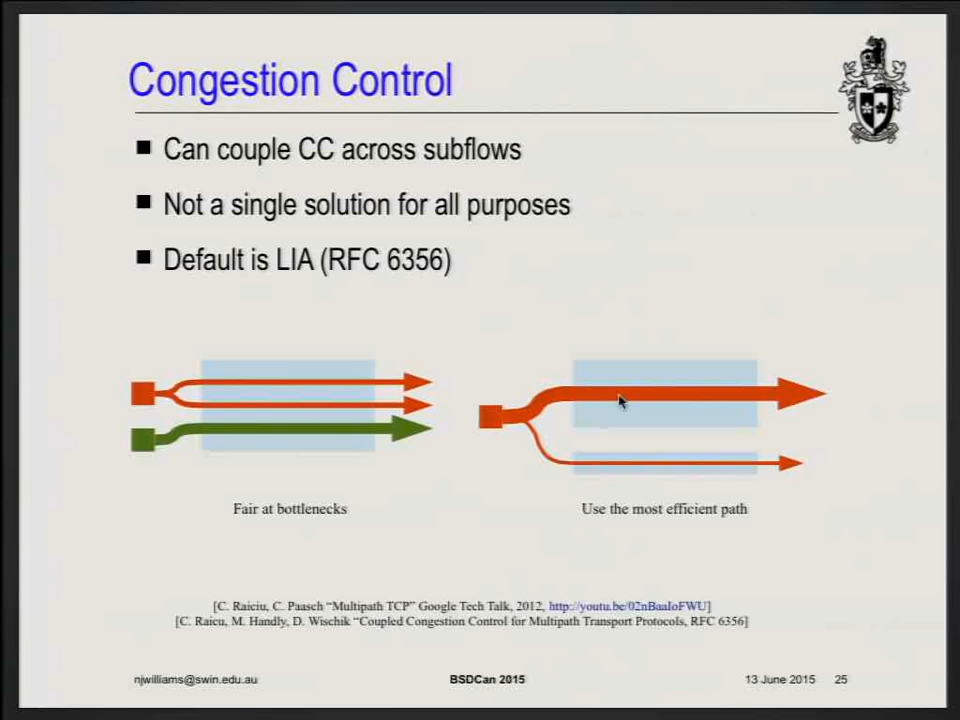 Congestion Control
Can couple CC across subflows
Not a single solution for all purposes
Default is LIA (RFC 6356)
Fair at bottlenecks
Use the most efficient path
[C. Raiciu, C. Paasch “Multipath TCP” Google Tech Talk, 2012, http://youtu.be/02nBaaIoFWU]
[C. Raicu, M. Handly, D. Wischik “Coupled Congestion Control for Multipath Transport Protocols, RFC 6356]
njwilliams@swin.edu.au
BSDCan 2015
13 June 2015
25